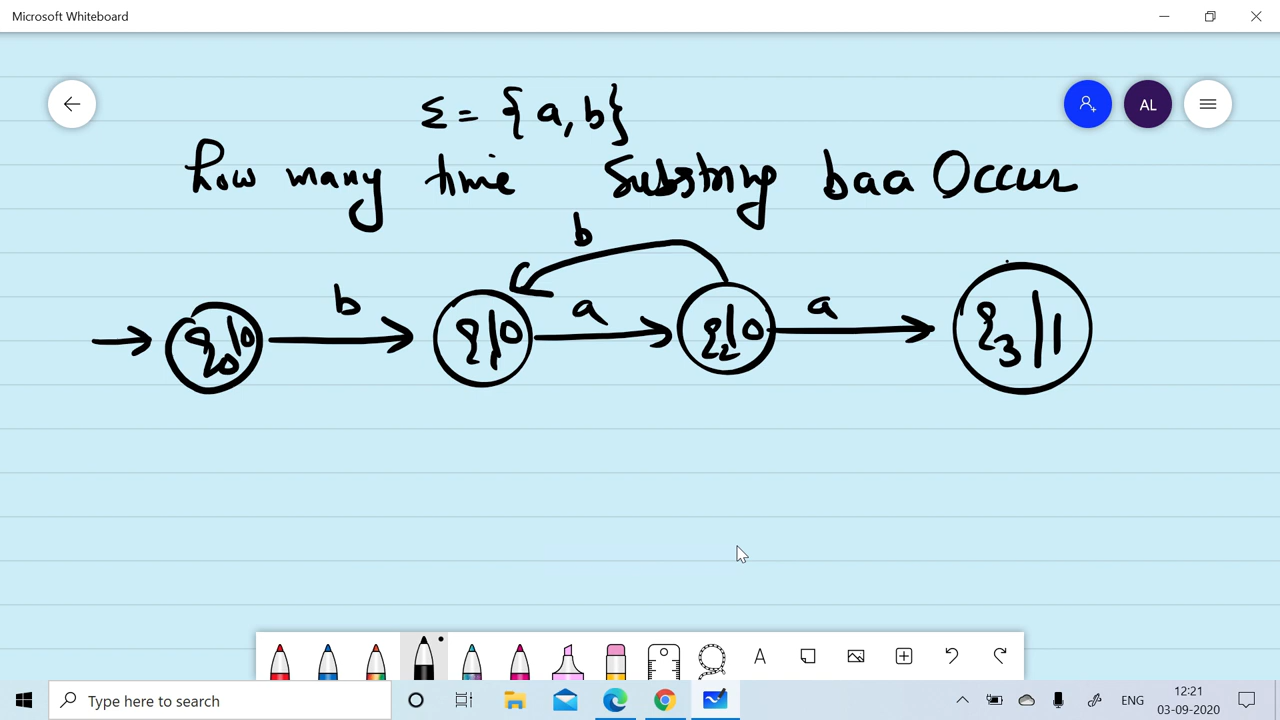 Microsoft Whiteboard
Σ = {a, b}
how many time Substring baa Occur
b
b a a
q0|0 q1|0 q2|0 q3|1
AL
A
Type here to search
ENG
12:21
03-09-2020